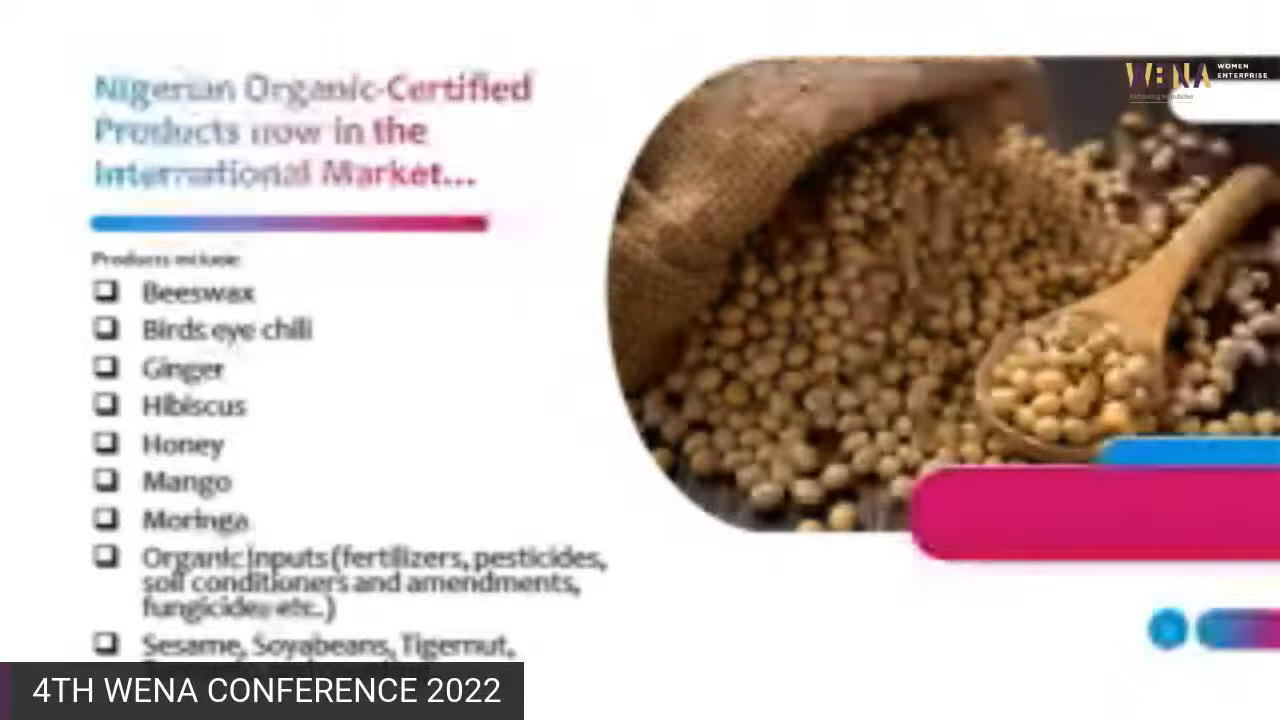 Nigerian Organic-Certified
Products now in the
International Market...
Products include:
Beeswax
Birds eye chili
Ginger
Hibiscus
Honey
Mango
Moringa
Organic Inputs (fertilizers, pesticides,
soil conditioners and amendments,
fungicides etc.)
Sesame, Soyabeans, Tigernut,
4TH WENA CONFERENCE 2022
WENA
WOMEN
ENTERPRISE